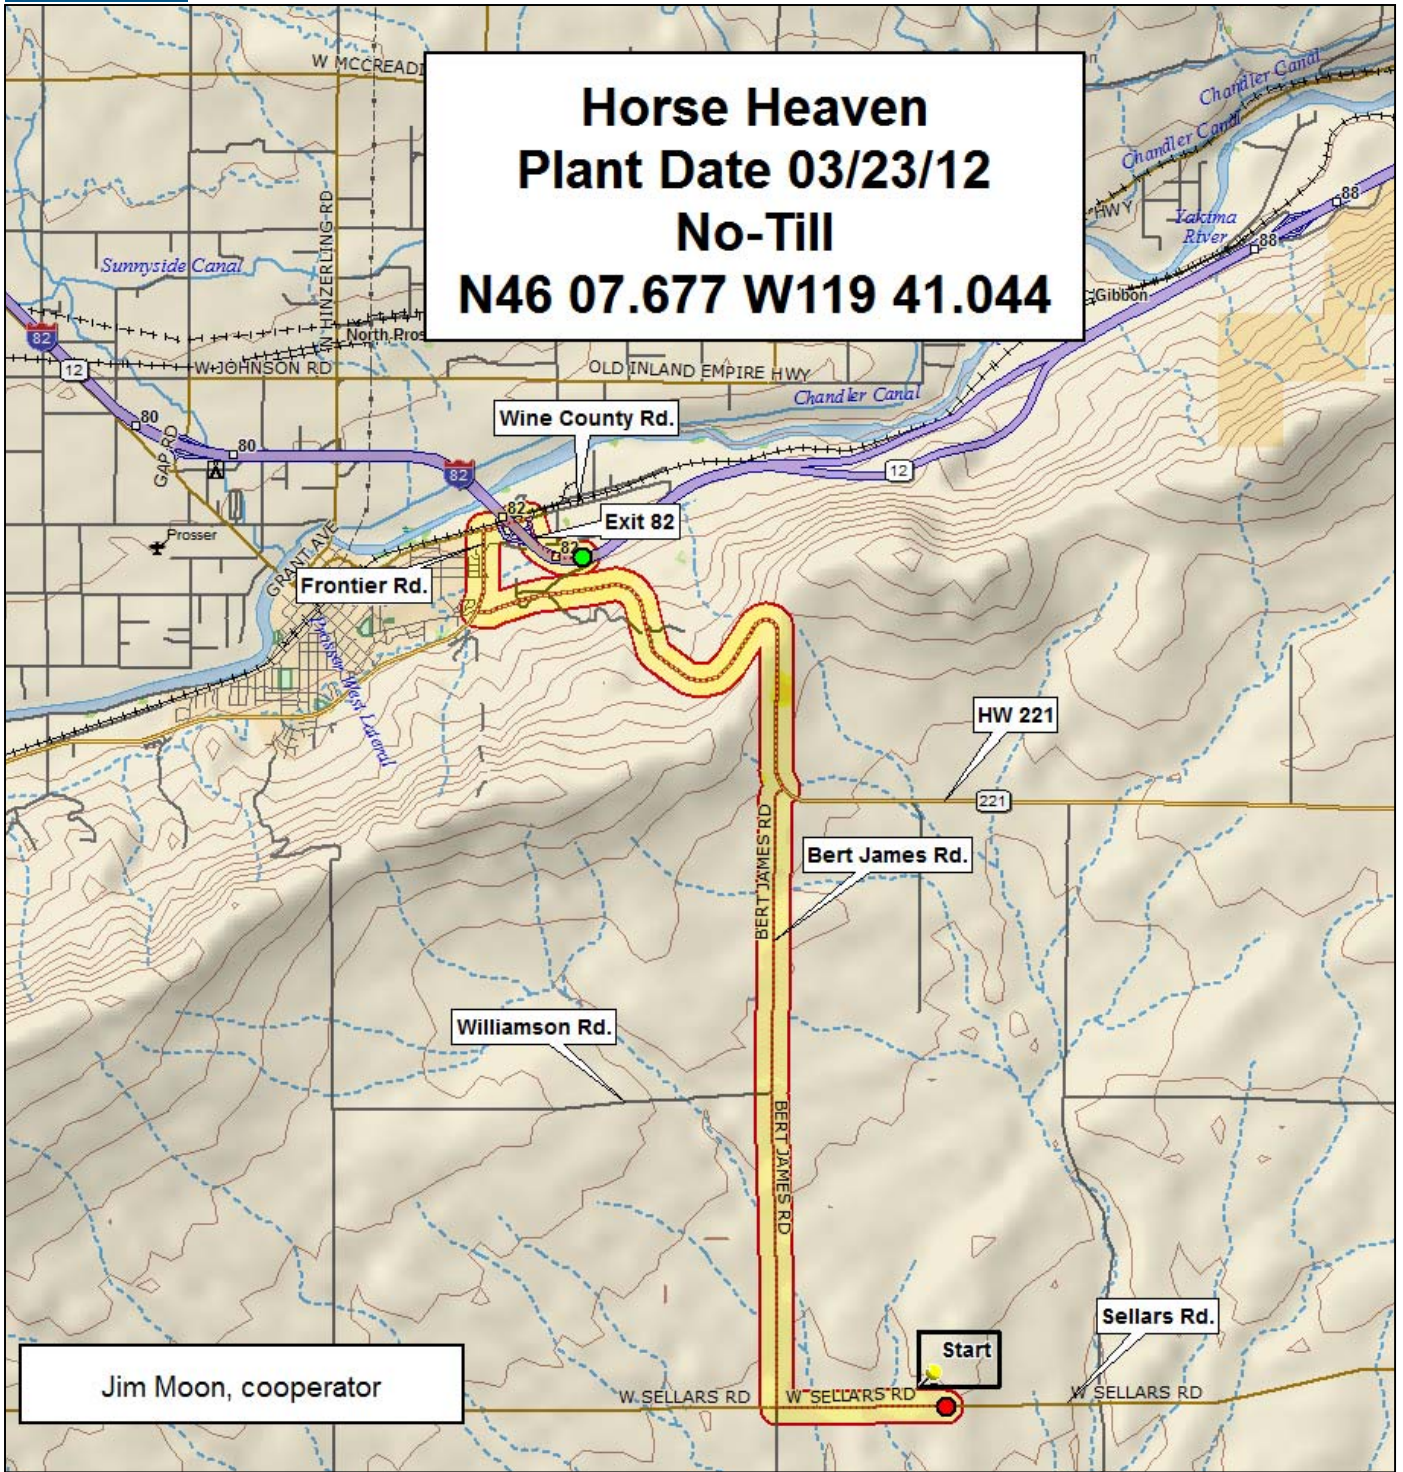 W MCCREADI
Horse Heaven
Plant Date 03/23/12
No-Till
N46 07.677 W119 41.044
Chandler Canal
Chandler Canal
HWY
Yakima
River
88
88
Gibbon
Sunnyside Canal
N HINZERLING RD
82
12
North Pros
W JOHNSON RD
OLD INLAND EMPIRE HWY
Chandler Canal
80
80
GAP RD
Wine County Rd.
82
12
82
Exit 82
82
Prosser
GRANT AVE
Frontier Rd.
Prosser West Lateral
HW 221
221
BERT JAMES RD
Bert James Rd.
Williamson Rd.
BERT JAMES RD
Sellars Rd.
Start
Jim Moon, cooperator
W SELLARS RD
W SELLARS RD
W SELLARS RD